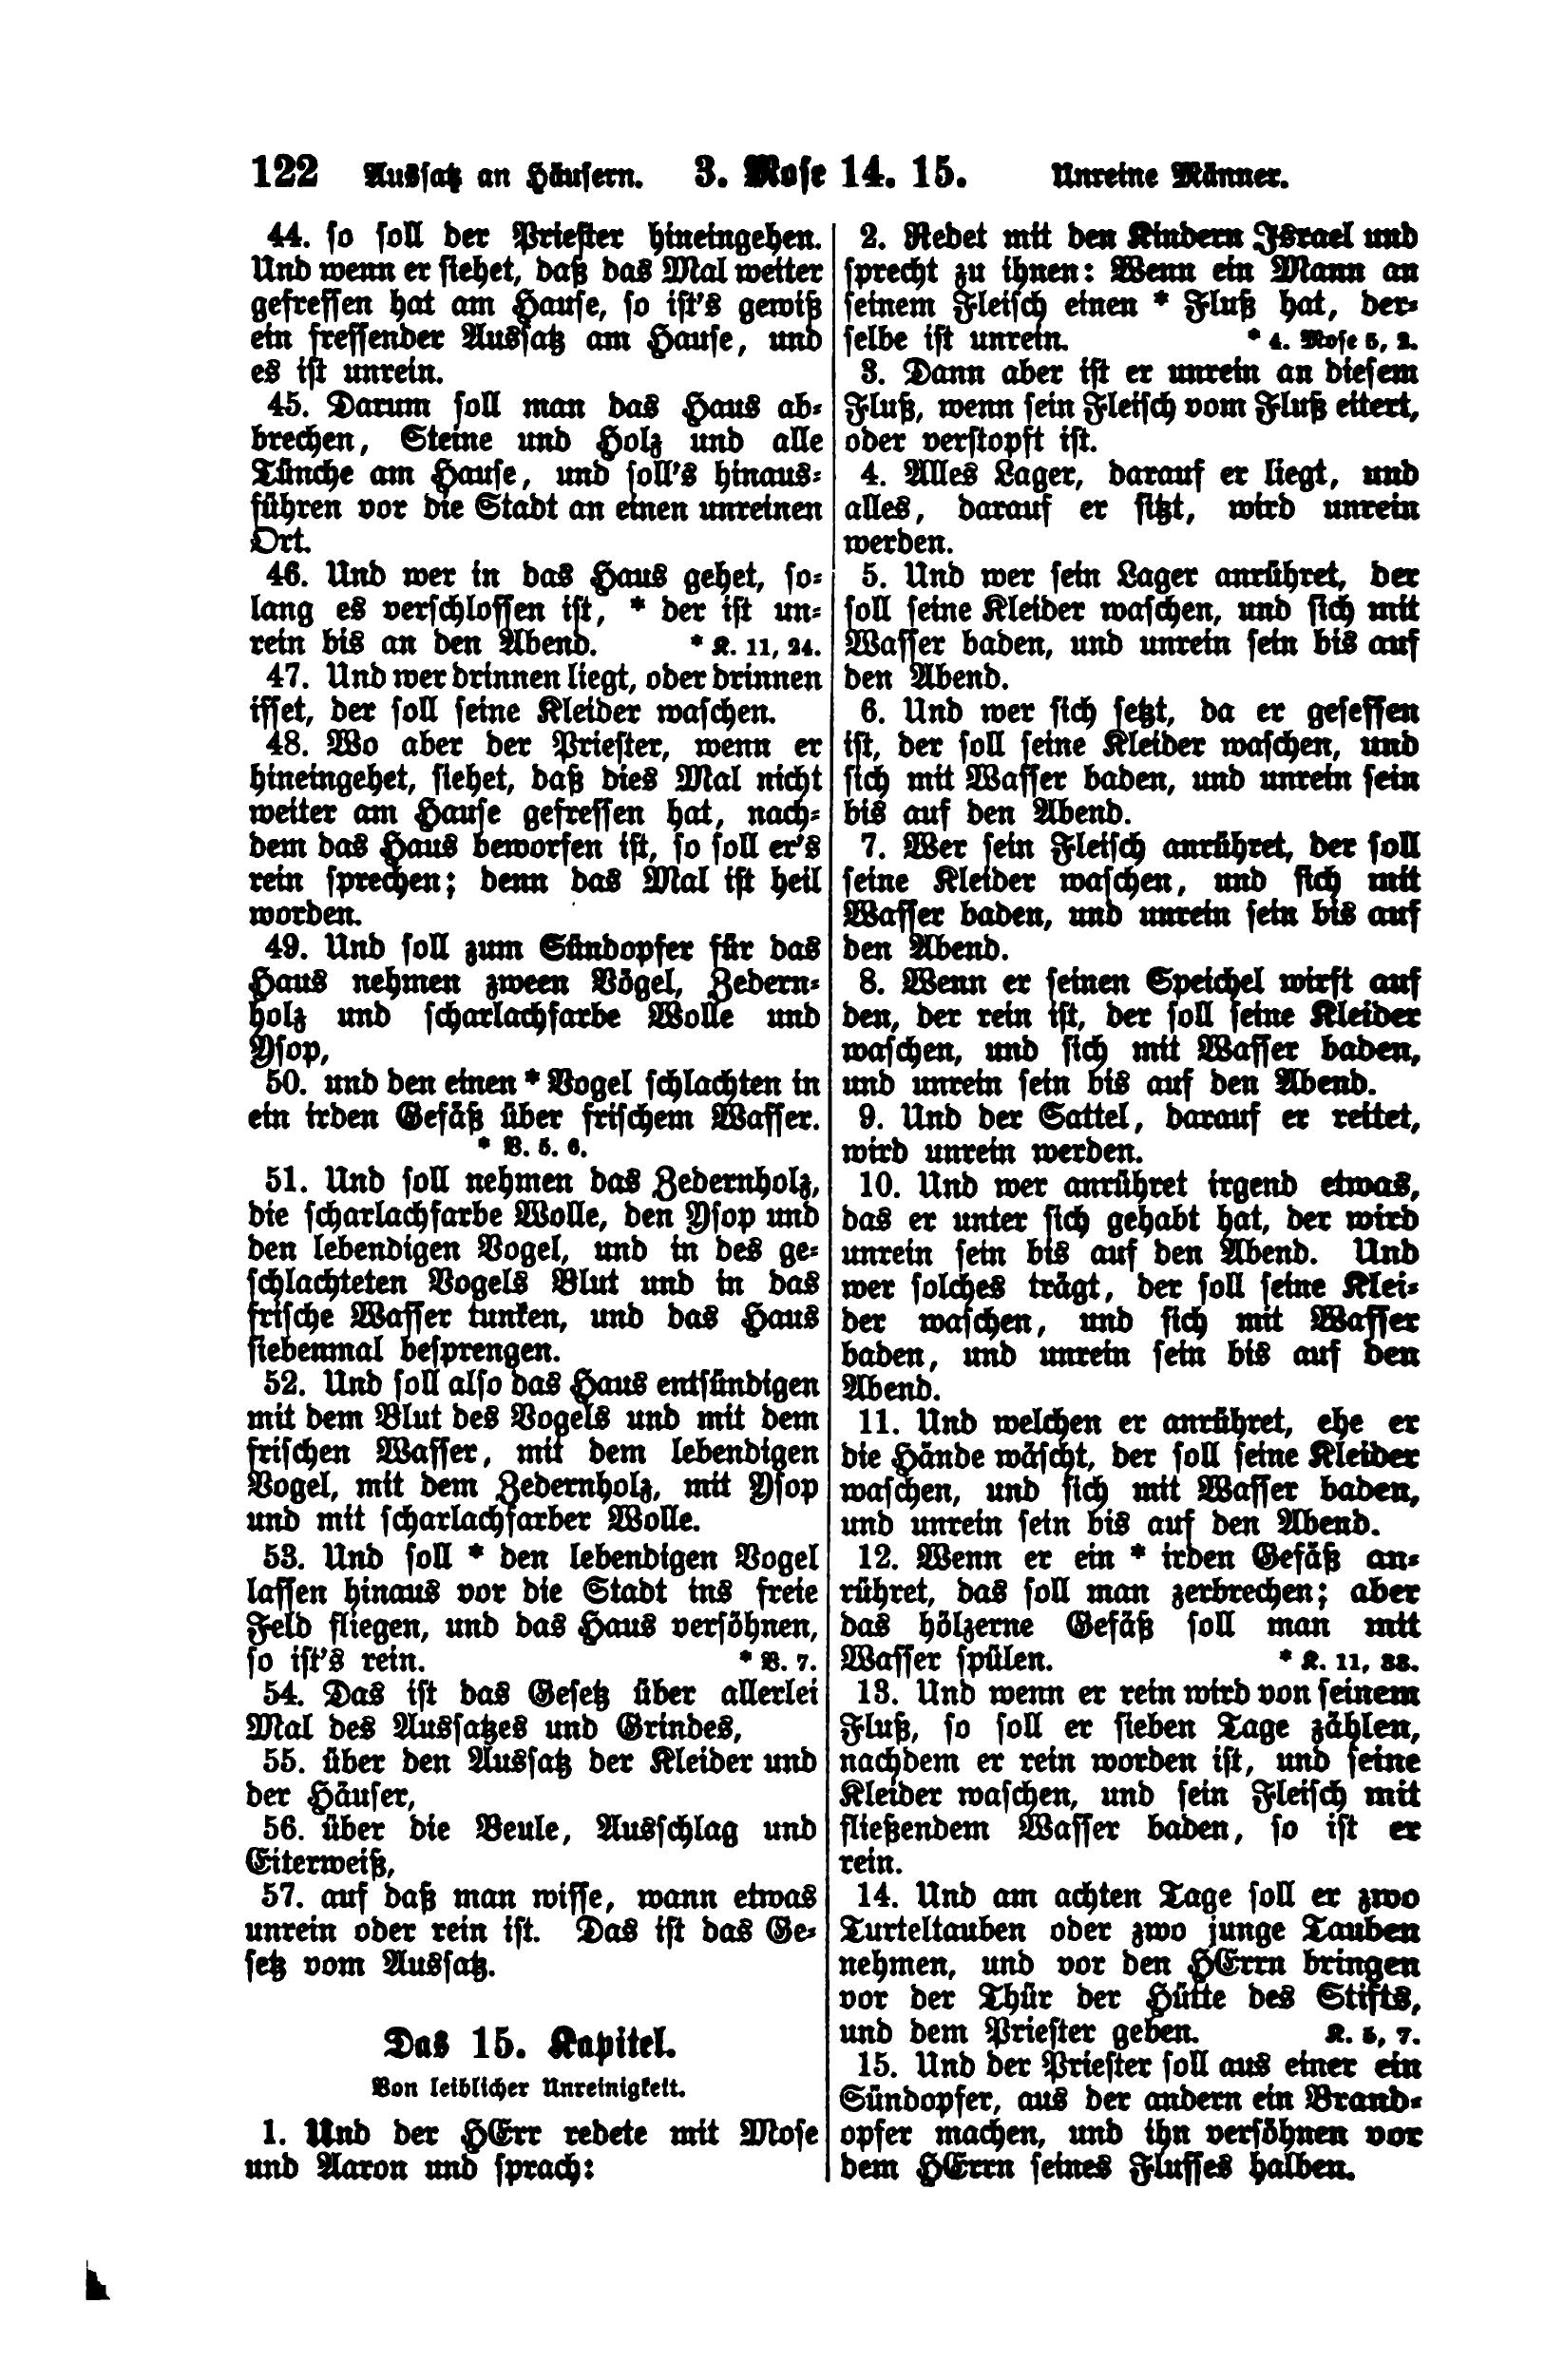 122 Aussatz an Häusern. 3. Mose 14. 15. Unreine Männer.
44. so soll der Priester hineingehen.
Und wenn er siehet, daß das Mal weiter
gefressen hat am Hause, so ist's gewiß
ein fressender Aussatz am Hause, und
es ist unrein.
45. Darum soll man das Haus ab-
brechen, Steine und Holz und alle
Tünche am Hause, und soll's hinaus-
führen vor die Stadt an einen unreinen
Ort.
46. Und wer in das Haus gehet, so-
lang es verschlossen ist, * der ist un-
rein bis an den Abend. * K. 11, 24.
47. Und wer drinnen liegt, oder drinnen
isset, der soll seine Kleider waschen.
48. Wo aber der Priester, wenn er
hineingehet, siehet, daß dies Mal nicht
weiter am Hause gefressen hat, nach-
dem das Haus beworfen ist, so soll er's
rein sprechen; denn das Mal ist heil
worden.
49. Und soll zum Sündopfer für das
Haus nehmen zween Vögel, Zedern-
holz und scharlachfarbe Wolle und
Ysop,
50. und den einen * Vogel schlachten in
ein irden Gefäß über frischem Wasser.
* V. 5. 6.
51. Und soll nehmen das Zedernholz,
die scharlachfarbe Wolle, den Ysop und
den lebendigen Vogel, und in des ge-
schlachteten Vogels Blut und in das
frische Wasser tunken, und das Haus
siebenmal besprengen.
52. Und soll also das Haus entsündigen
mit dem Blut des Vogels und mit dem
frischen Wasser, mit dem lebendigen
Vogel, mit dem Zedernholz, mit Ysop
und mit scharlachfarber Wolle.
53. Und soll * den lebendigen Vogel
lassen hinaus vor die Stadt ins freie
Feld fliegen, und das Haus versöhnen,
so ist's rein. * V. 7.
54. Das ist das Gesetz über allerlei
Mal des Aussatzes und Grindes,
55. über den Aussatz der Kleider und
der Häuser,
56. über die Beule, Ausschlag und
Eiterweiß,
57. auf daß man wisse, wann etwas
unrein oder rein ist. Das ist das Ge-
setz vom Aussatz.
Das 15. Kapitel.
Von leiblicher Unreinigkeit.
1. Und der HErr redete mit Mose
und Aaron und sprach:
2. Redet mit den Kindern Israel und
sprecht zu ihnen: Wenn ein Mann an
seinem Fleisch einen * Fluß hat, der-
selbe ist unrein. * 4. Mose 5, 2.
3. Dann aber ist er unrein an diesem
Fluß, wenn sein Fleisch vom Fluß eitert,
oder verstopft ist.
4. Alles Lager, darauf er liegt, und
alles, darauf er sitzt, wird unrein
werden.
5. Und wer sein Lager anrühret, der
soll seine Kleider waschen, und sich mit
Wasser baden, und unrein sein bis auf
den Abend.
6. Und wer sich setzt, da er gesessen
ist, der soll seine Kleider waschen, und
sich mit Wasser baden, und unrein sein
bis auf den Abend.
7. Wer sein Fleisch anrühret, der soll
seine Kleider waschen, und sich mit
Wasser baden, und unrein sein bis auf
den Abend.
8. Wenn er seinen Speichel wirft auf
den, der rein ist, der soll seine Kleider
waschen, und sich mit Wasser baden,
und unrein sein bis auf den Abend.
9. Und der Sattel, darauf er reitet,
wird unrein werden.
10. Und wer anrühret irgend etwas,
das er unter sich gehabt hat, der wird
unrein sein bis auf den Abend. Und
wer solches trägt, der soll seine Klei-
der waschen, und sich mit Wasser
baden, und unrein sein bis auf den
Abend.
11. Und welchen er anrühret, ehe er
die Hände wäscht, der soll seine Kleider
waschen, und sich mit Wasser baden,
und unrein sein bis auf den Abend.
12. Wenn er ein * irden Gefäß an-
rühret, das soll man zerbrechen; aber
das hölzerne Gefäß soll man mit
Wasser spülen. * K. 11, 33.
13. Und wenn er rein wird von seinem
Fluß, so soll er sieben Tage zählen,
nachdem er rein worden ist, und seine
Kleider waschen, und sein Fleisch mit
fließendem Wasser baden, so ist er
rein.
14. Und am achten Tage soll er zwo
Turteltauben oder zwo junge Tauben
nehmen, und vor den HErrn bringen
vor der Thür der Hütte des Stifts,
und dem Priester geben. K. 5, 7.
15. Und der Priester soll aus einer ein
Sündopfer, aus der andern ein Brand-
opfer machen, und ihn versöhnen vor
dem HErrn seines Flusses halben.